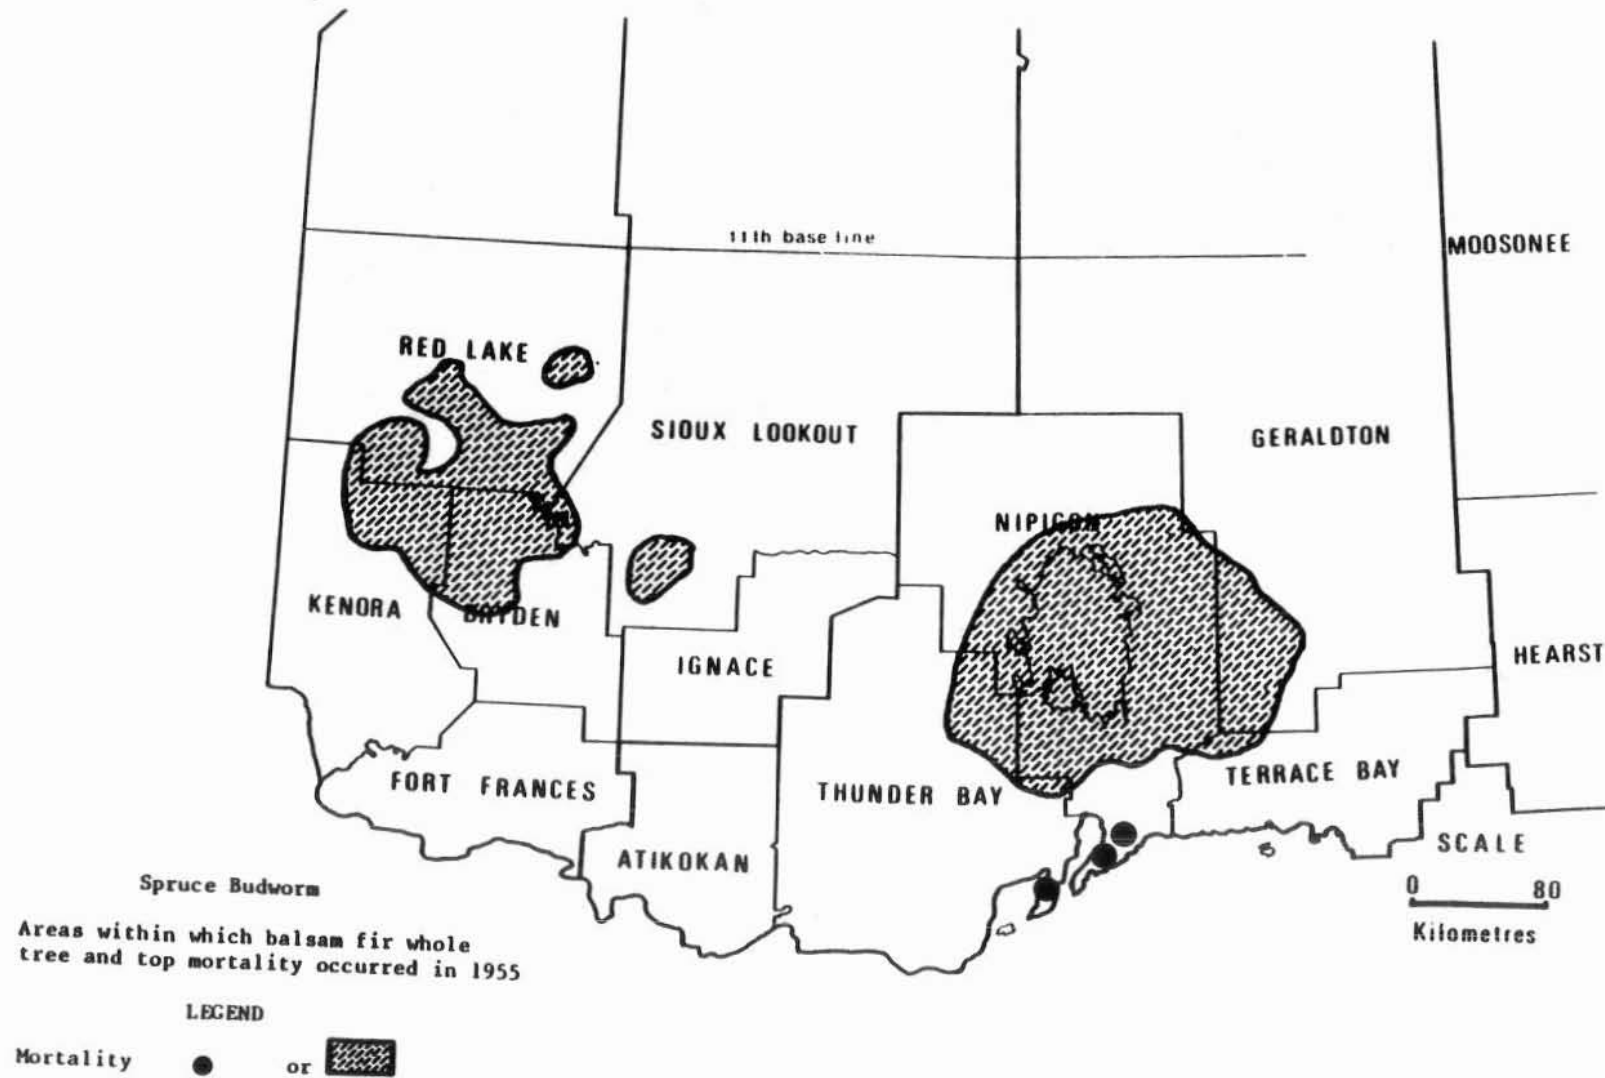 11th base line
MOOSONEE
RED LAKE
SIOUX LOOKOUT
GERALDTON
NIPIGON
KENORA
DRYDEN
IGNACE
HEARST
FORT FRANCES
THUNDER BAY
TERRACE BAY
ATIKOKAN
SCALE
0 80
Kilometres
Spruce Budworm
Areas within which balsam fir whole
tree and top mortality occurred in 1955
LEGEND
Mortality or